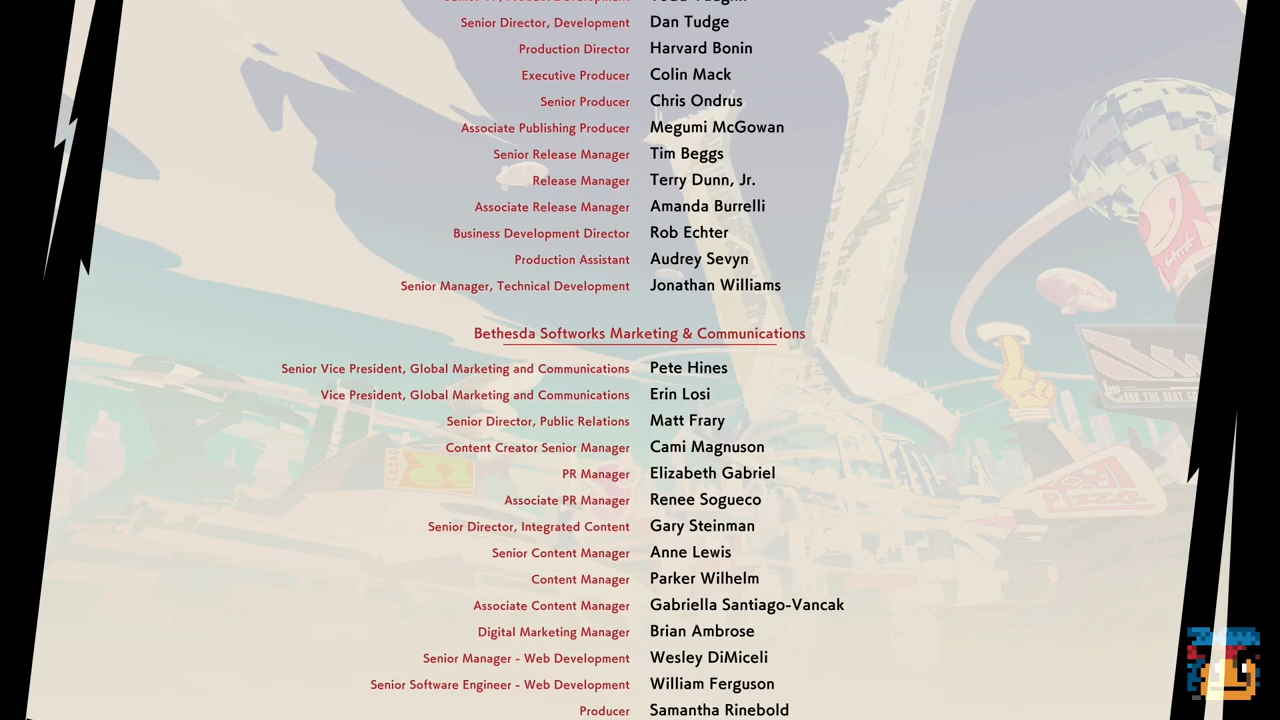 Senior Director, Development Dan Tudge
Production Director Harvard Bonin
Executive Producer Colin Mack
Senior Producer Chris Ondrus
Associate Publishing Producer Megumi McGowan
Senior Release Manager Tim Beggs
Release Manager Terry Dunn, Jr.
Associate Release Manager Amanda Burrelli
Business Development Director Rob Echter
Production Assistant Audrey Sevyn
Senior Manager, Technical Development Jonathan Williams
Bethesda Softworks Marketing & Communications
Senior Vice President, Global Marketing and Communications Pete Hines
Vice President, Global Marketing and Communications Erin Losi
Senior Director, Public Relations Matt Frary
Content Creator Senior Manager Cami Magnuson
PR Manager Elizabeth Gabriel
Associate PR Manager Renee Sogueco
Senior Director, Integrated Content Gary Steinman
Senior Content Manager Anne Lewis
Content Manager Parker Wilhelm
Associate Content Manager Gabriella Santiago-Vancak
Digital Marketing Manager Brian Ambrose
Senior Manager - Web Development Wesley DiMiceli
Senior Software Engineer - Web Development William Ferguson
Producer Samantha Rinebold